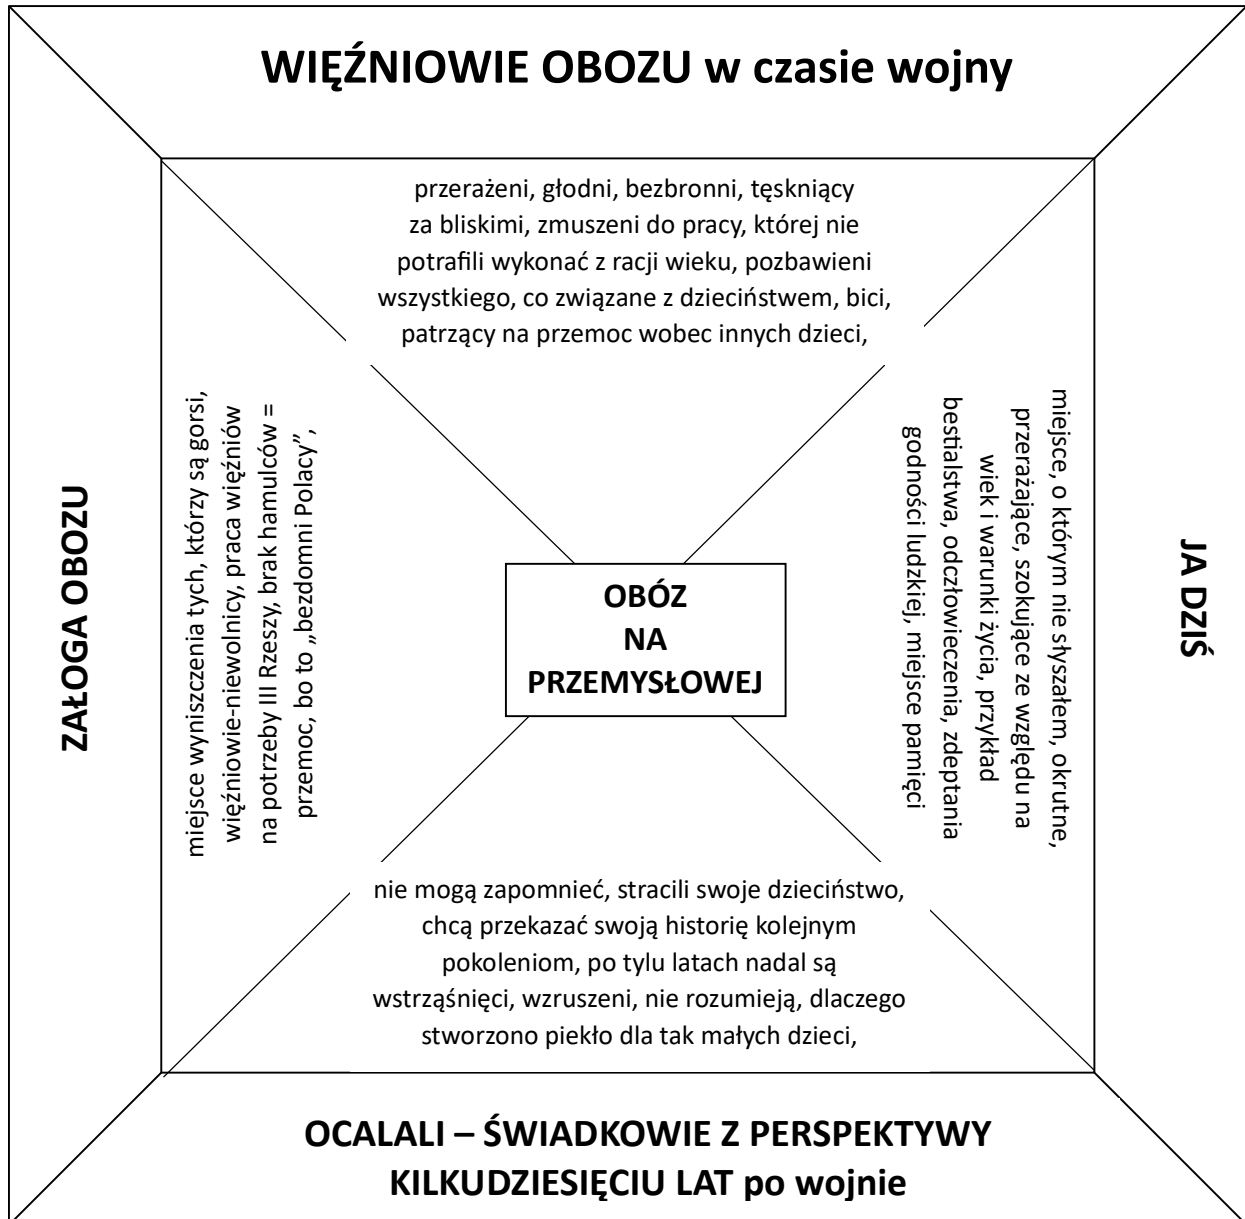 WIĘŹNIOWIE OBOZU w czasie wojny
przerażeni, głodni, bezbronni, tęskniący
za bliskimi, zmuszeni do pracy, której nie
potrafili wykonać z racji wieku, pozbawieni
wszystkiego, co związane z dzieciństwem, bici,
patrzący na przemoc wobec innych dzieci,
ZAŁOGA OBOZU
miejsce wyniszczenia tych, którzy są gorsi,
więźniowie-niewolnicy, praca więźniów
na potrzeby III Rzeszy, brak hamulców =
przemoc, bo to „bezdomni Polacy”,
OBÓZ
NA
PRZEMYSŁOWEJ
miejsce, o którym nie słyszałem, okrutne,
przerażające, szokujące ze względu na
wiek i warunki życia, przykład
bestialstwa, odczłowieczenia, zdeptania
godności ludzkiej, miejsce pamięci
JA DZIŚ
nie mogą zapomnieć, stracili swoje dzieciństwo,
chcą przekazać swoją historię kolejnym
pokoleniom, po tylu latach nadal są
wstrząśnięci, wzruszeni, nie rozumieją, dlaczego
stworzono piekło dla tak małych dzieci,
OCALALI – ŚWIADKOWIE Z PERSPEKTYWY
KILKUDZIESIĘCIU LAT po wojnie